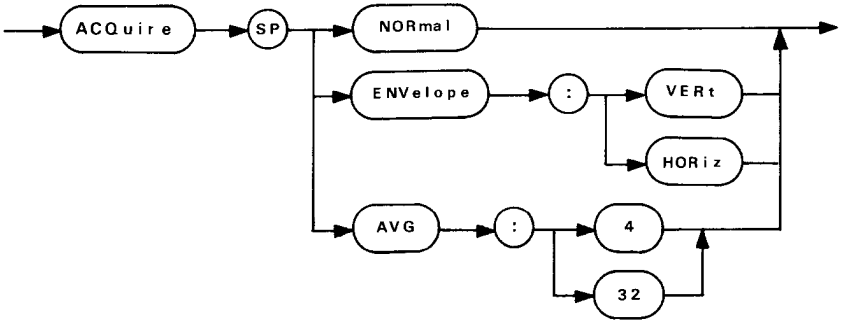 ACQuire SP NORmal
ENVelope : VERt
HORiz
AVG : 4
32